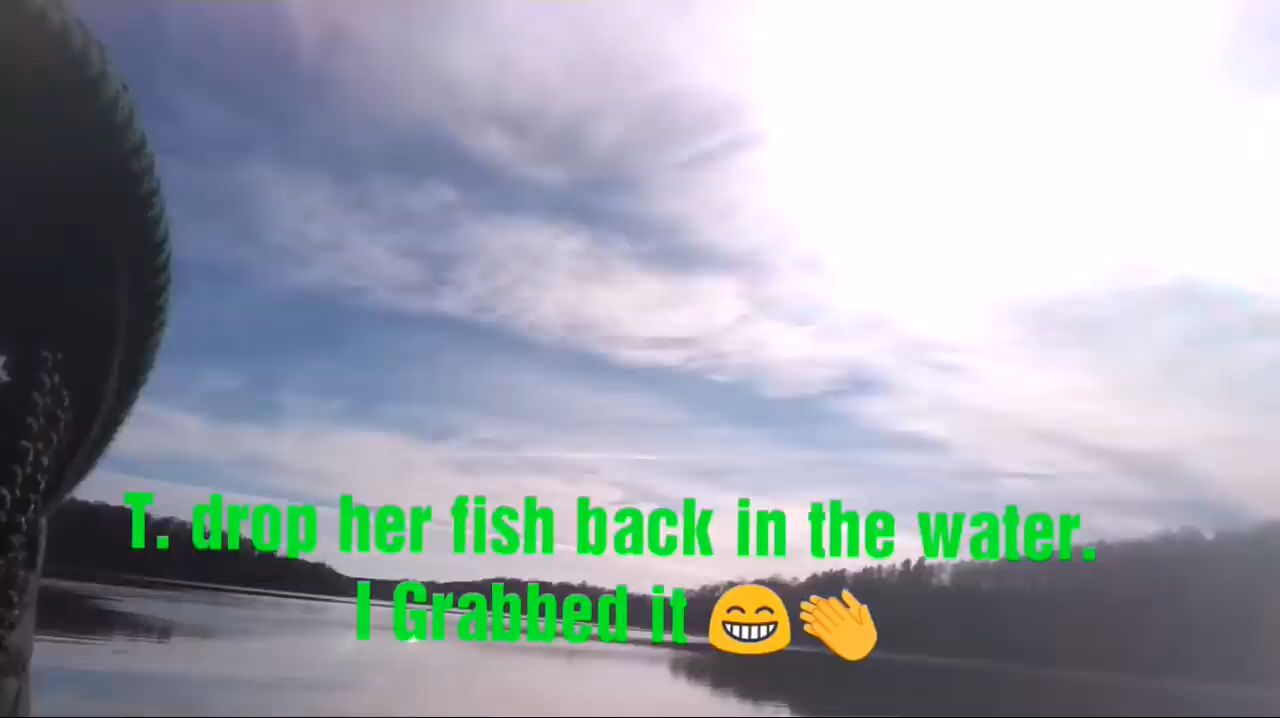 T. drop her fish back in the water.
I Grabbed it 😁👏